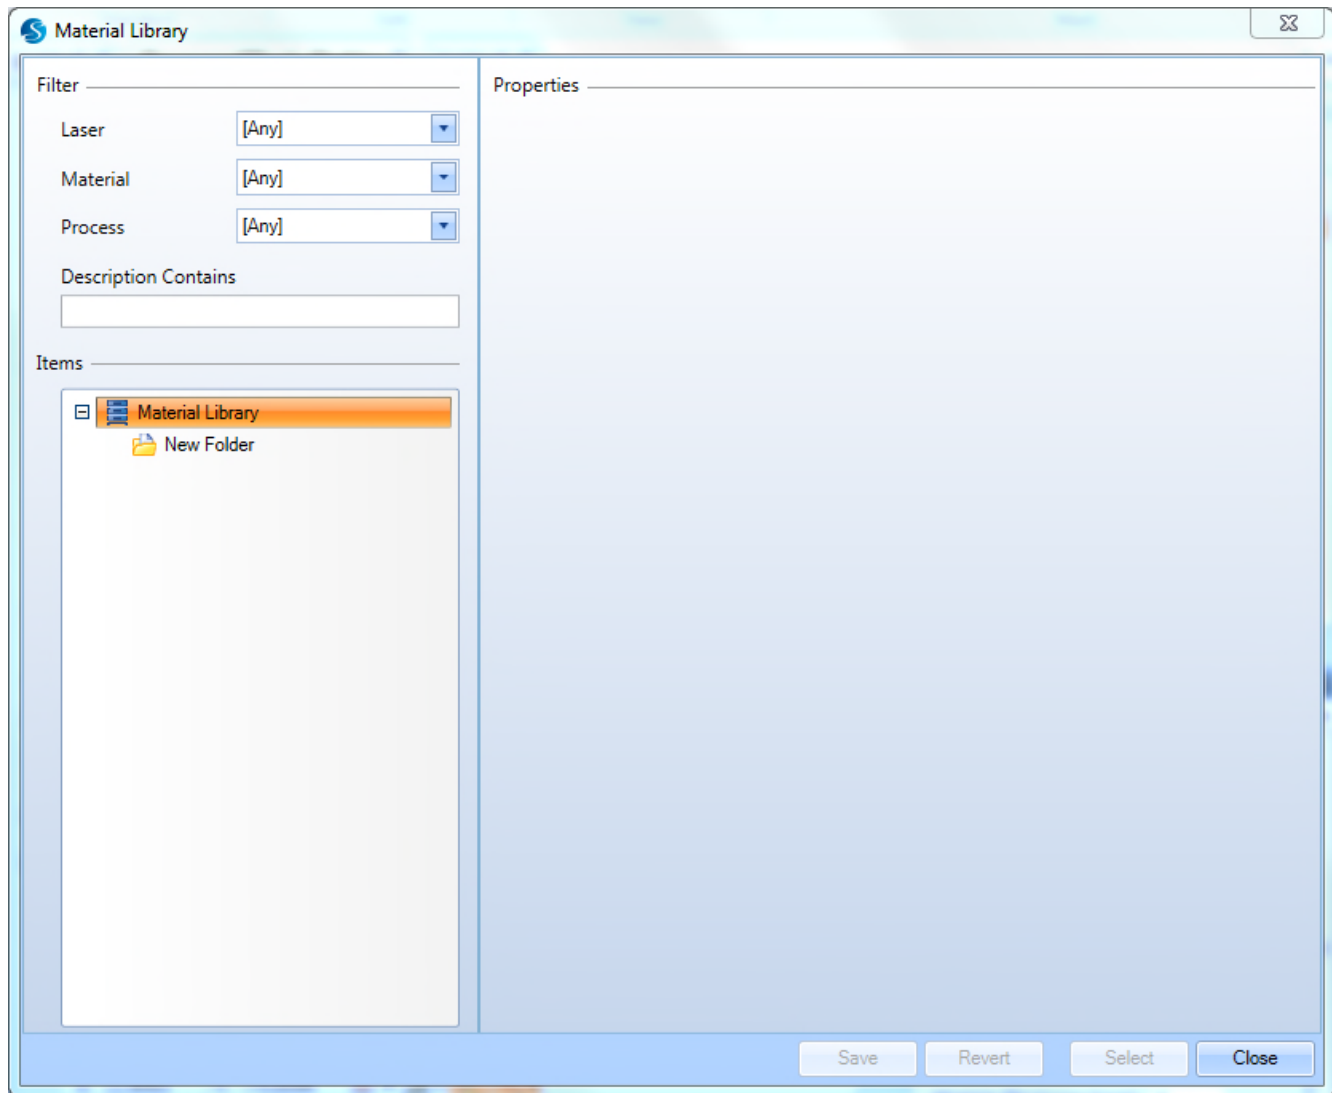 Material Library
Filter
Laser [Any]
Material [Any]
Process [Any]
Description Contains
Items
Material Library
New Folder
Properties
Save Revert Select Close